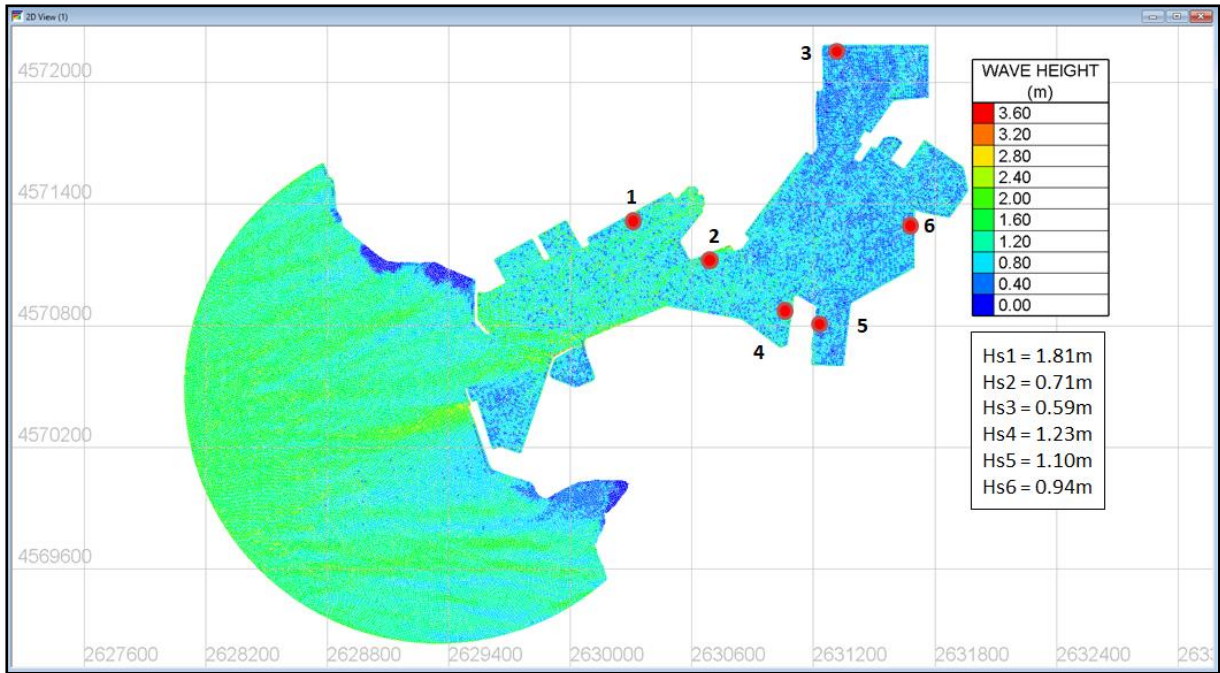 2D View (1)
3
4572000
WAVE HEIGHT
(m)
3.60
3.20
2.80
2.40
2.00
1.60
1.20
0.80
0.40
0.00
4571400
1
2
6
4570800
4
5
Hs1 = 1.81m
Hs2 = 0.71m
Hs3 = 0.59m
Hs4 = 1.23m
Hs5 = 1.10m
Hs6 = 0.94m
4570200
4569600
2627600 2628200 2628800 2629400 2630000 2630600 2631200 2631800 2632400 2633